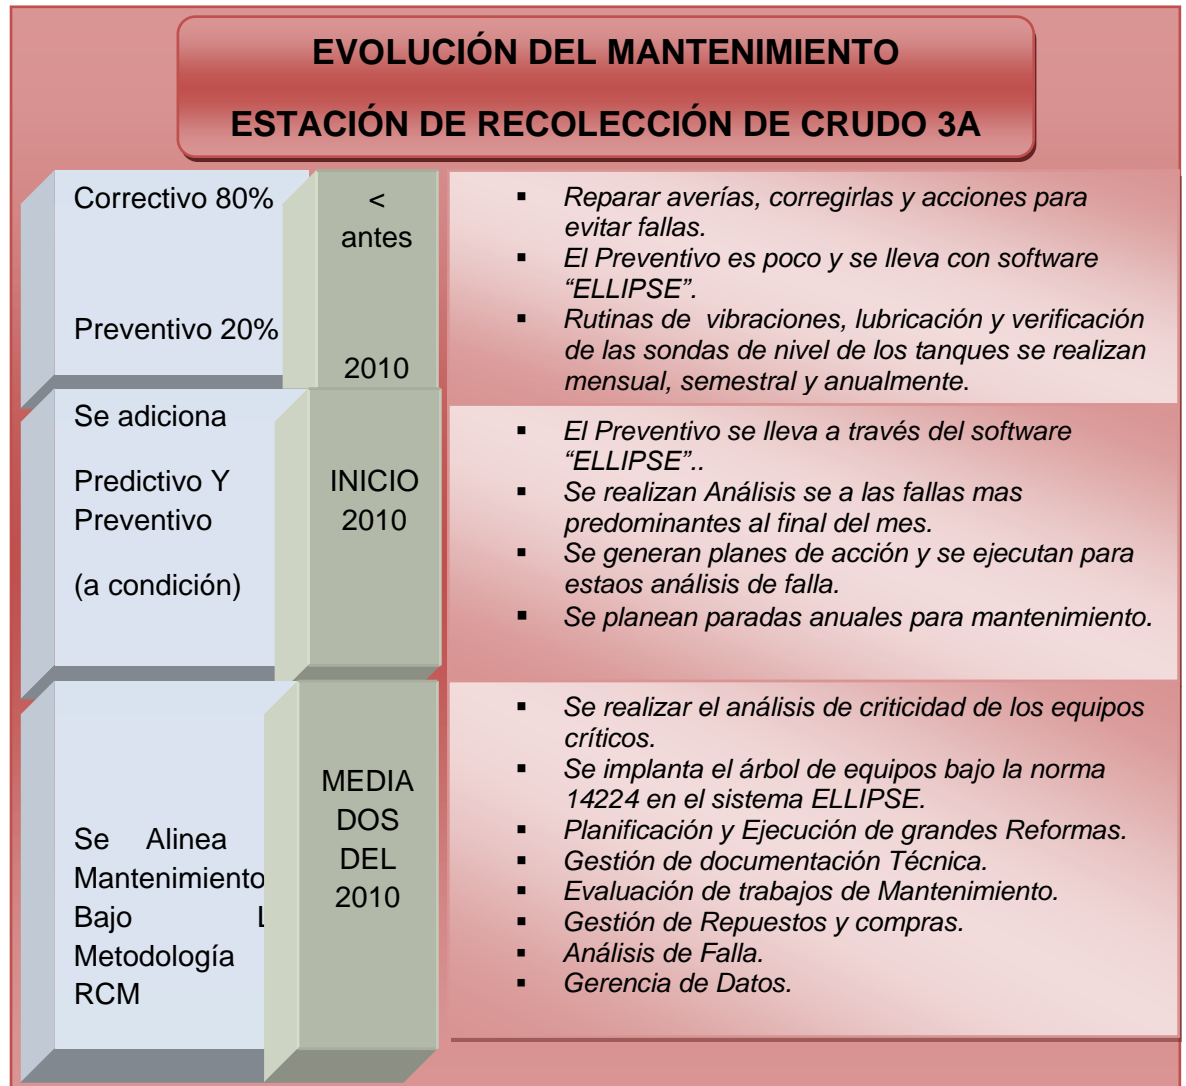 EVOLUCIÓN DEL MANTENIMIENTO
ESTACIÓN DE RECOLECCIÓN DE CRUDO 3A
Correctivo 80%
Preventivo 20%
<
antes
2010
▪ Reparar averías, corregirlas y acciones para
evitar fallas.
▪ El Preventivo es poco y se lleva con software
“ELLIPSE”.
▪ Rutinas de vibraciones, lubricación y verificación
de las sondas de nivel de los tanques se realizan
mensual, semestral y anualmente.
Se adiciona
Predictivo Y
Preventivo
(a condición)
INICIO
2010
▪ El Preventivo se lleva a través del software
“ELLIPSE”..
▪ Se realizan Análisis se a las fallas mas
predominantes al final del mes.
▪ Se generan planes de acción y se ejecutan para
estaos análisis de falla.
▪ Se planean paradas anuales para mantenimiento.
Se Alinea
Mantenimiento
Bajo
Metodología
RCM
MEDIA
DOS
DEL
2010
▪ Se realizar el análisis de criticidad de los equipos
críticos.
▪ Se implanta el árbol de equipos bajo la norma
14224 en el sistema ELLIPSE.
▪ Planificación y Ejecución de grandes Reformas.
▪ Gestión de documentación Técnica.
▪ Evaluación de trabajos de Mantenimiento.
▪ Gestión de Repuestos y compras.
▪ Análisis de Falla.
▪ Gerencia de Datos.